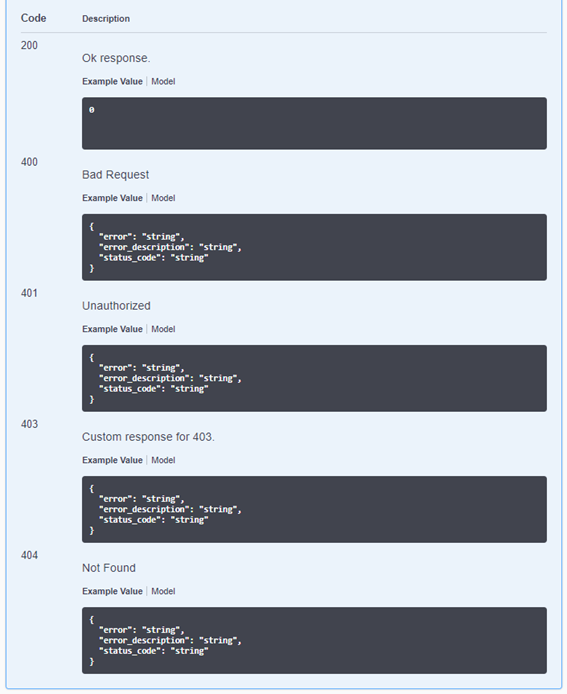 Code Description
200
Ok response.
Example Value | Model
0
400
Bad Request
Example Value | Model
{
  "error": "string",
  "error_description": "string",
  "status_code": "string"
}
401
Unauthorized
Example Value | Model
{
  "error": "string",
  "error_description": "string",
  "status_code": "string"
}
403
Custom response for 403.
Example Value | Model
{
  "error": "string",
  "error_description": "string",
  "status_code": "string"
}
404
Not Found
Example Value | Model
{
  "error": "string",
  "error_description": "string",
  "status_code": "string"
}